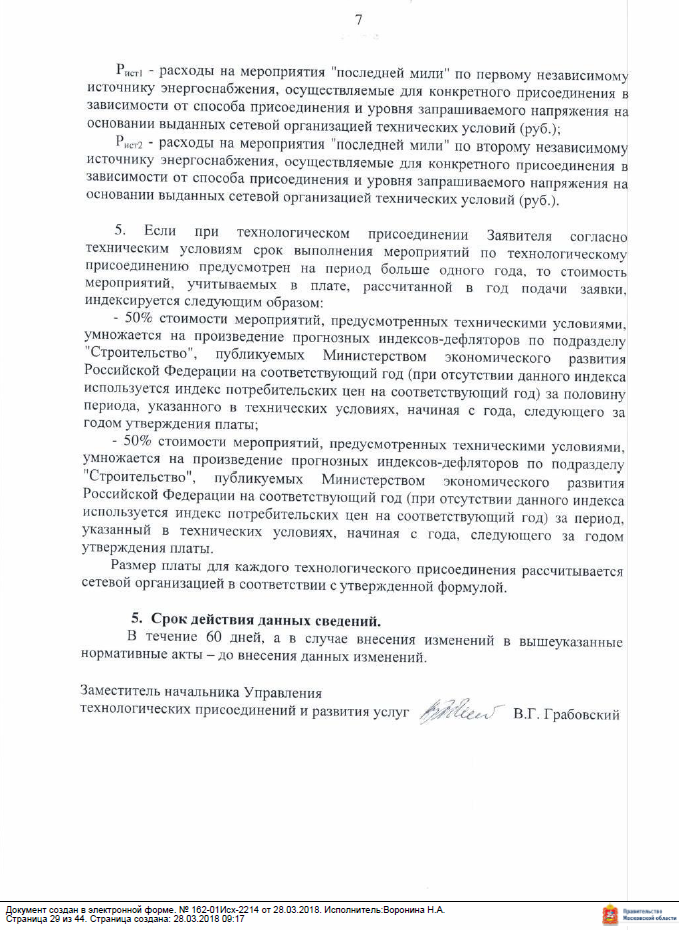 7
Рист1 - расходы на мероприятия "последней мили" по первому независимому
источнику энергоснабжения, осуществляемые для конкретного присоединения в
зависимости от способа присоединения и уровня запрашиваемого напряжения на
основании выданных сетевой организацией технических условий (руб.);
Рист2 - расходы на мероприятия "последней мили" по второму независимому
источнику энергоснабжения, осуществляемые для конкретного присоединения в
зависимости от способа присоединения и уровня запрашиваемого напряжения на
основании выданных сетевой организацией технических условий (руб.).
5. Если при технологическом присоединении Заявителя согласно
техническим условиям срок выполнения мероприятий по технологическому
присоединению предусмотрен на период больше одного года, то стоимость
мероприятий, учитываемых в плате, рассчитанной в год подачи заявки,
индексируется следующим образом:
- 50% стоимости мероприятий, предусмотренных техническими условиями,
умножается на произведение прогнозных индексов-дефляторов по подразделу
"Строительство", публикуемых Министерством экономического развития
Российской Федерации на соответствующий год (при отсутствии данного индекса
используется индекс потребительских цен на соответствующий год) за половину
периода, указанного в технических условиях, начиная с года, следующего за
годом утверждения платы;
- 50% стоимости мероприятий, предусмотренных техническими условиями,
умножается на произведение прогнозных индексов-дефляторов по подразделу
"Строительство", публикуемых Министерством экономического развития
Российской Федерации на соответствующий год (при отсутствии данного индекса
используется индекс потребительских цен на соответствующий год) за период,
указанный в технических условиях, начиная с года, следующего за годом
утверждения платы.
Размер платы для каждого технологического присоединения рассчитывается
сетевой организацией в соответствии с утвержденной формулой.
5. Срок действия данных сведений.
В течение 60 дней, а в случае внесения изменений в вышеуказанные
нормативные акты – до внесения данных изменений.
Заместитель начальника Управления
технологических присоединений и развития услуг В.Г. Грабовский
Документ создан в электронной форме. № 162-01Исх-2214 от 28.03.2018. Исполнитель:Воронина Н.А.
Страница 29 из 44. Страница создана: 28.03.2018 09:17
Правительство
Московской области